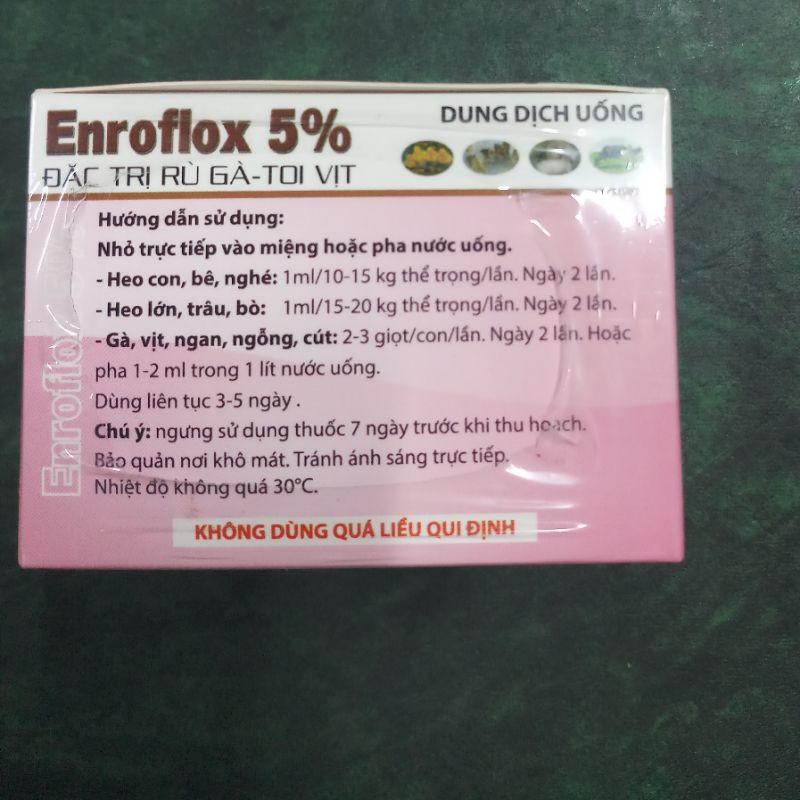 Enroflox 5%
DUNG DỊCH UỐNG
ĐẶC TRỊ RÙ GÀ-TOI VỊT
Hướng dẫn sử dụng:
Nhỏ trực tiếp vào miệng hoặc pha nước uống.
- Heo con, bê, nghé: 1ml/10-15 kg thể trọng/lần. Ngày 2 lần.
- Heo lớn, trâu, bò: 1ml/15-20 kg thể trọng/lần. Ngày 2 lần.
- Gà, vịt, ngan, ngỗng, cút: 2-3 giọt/con/lần. Ngày 2 lần. Hoặc
pha 1-2 ml trong 1 lít nước uống.
Dùng liên tục 3-5 ngày .
Chú ý: ngưng sử dụng thuốc 7 ngày trước khi thu hoạch.
Bảo quản nơi khô mát. Tránh ánh sáng trực tiếp.
Nhiệt độ không quá 30°C.
KHÔNG DÙNG QUÁ LIỀU QUI ĐỊNH
Enroflo